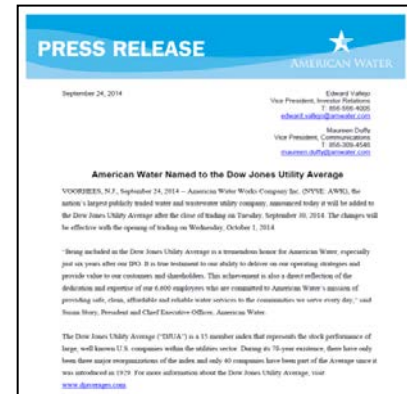 PRESS RELEASE
AMERICAN WATER
September 24, 2014
Edward Vallejo
Vice President, Investor Relations
T: 856-566-4005
edward.vallejo@amwater.com
Maureen Duffy
Vice President, Communications
T: 856-309-4546
maureen.duffy@amwater.com
American Water Named to the Dow Jones Utility Average
VOORHEES, N.J., September 24, 2014 – American Water Works Company Inc. (NYSE: AWK), the
nation's largest publicly traded water and wastewater utility company, announced today it will be added to
the Dow Jones Utility Average after the close of trading on Tuesday, September 30, 2014. The changes will
be effective with the opening of trading on Wednesday, October 1, 2014.
"Being included in the Dow Jones Utility Average is a tremendous honor for American Water, especially
just six years after our IPO. It is true testament to our ability to deliver on our operating strategies and
provide value to our customers and shareholders. This achievement is also a direct reflection of the
dedication and expertise of our 6,600 employees who are committed to American Water's mission of
providing safe, clean, affordable and reliable water services to the communities we serve every day," said
Susan Story, President and Chief Executive Officer, American Water.
The Dow Jones Utility Average ("DJUA") is a 15 member index that represents the stock performance of
large, well known U.S. companies within the utilities sector. During its 78-year existence, there have only
been three major reorganizations of the index and only 40 companies have been part of the Average since it
was introduced in 1929. For more information about the Dow Jones Utility Average, visit
www.djaverages.com.